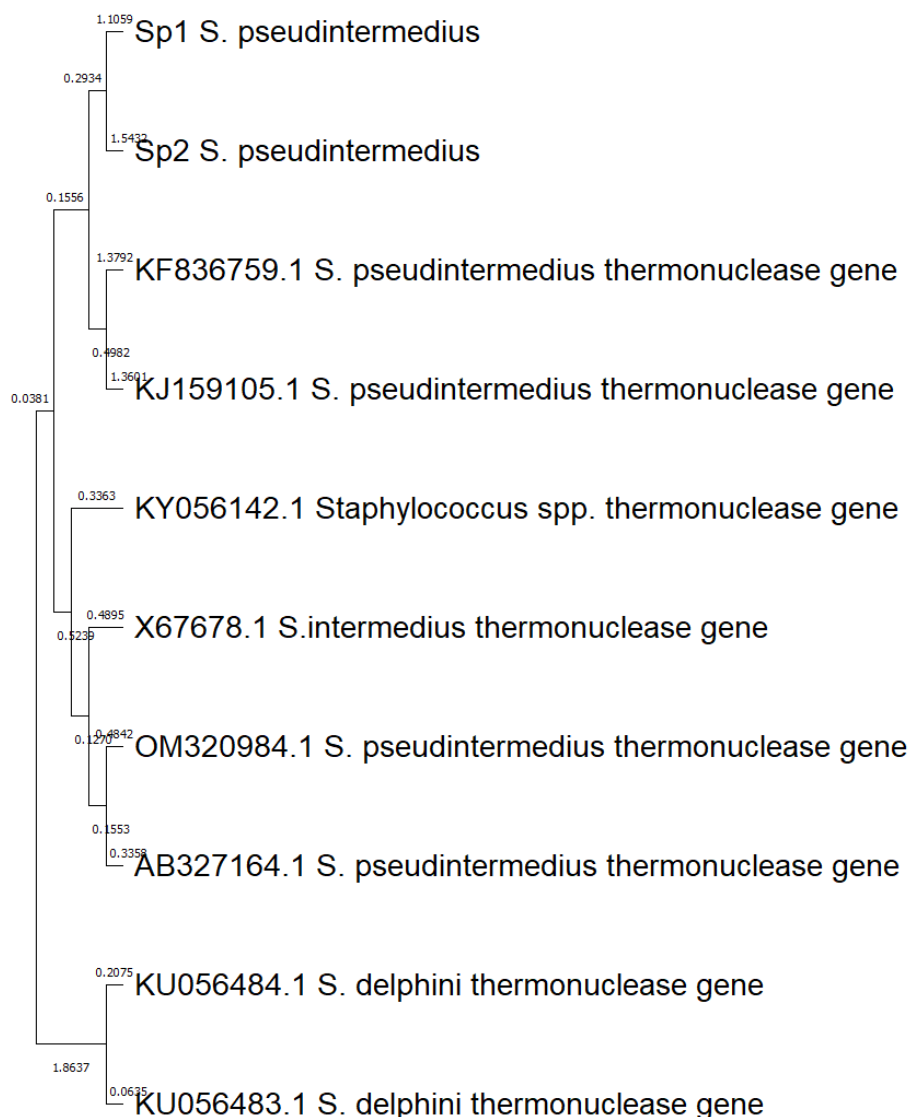 1.1059
Sp1 S. pseudintermedius
0.2934
1.5432
Sp2 S. pseudintermedius
0.1556
1.3792
KF836759.1 S. pseudintermedius thermonuclease gene
0.4982
1.3601
KJ159105.1 S. pseudintermedius thermonuclease gene
0.0381
0.3363
KY056142.1 Staphylococcus spp. thermonuclease gene
0.4895
X67678.1 S.intermedius thermonuclease gene
0.5239
0.1270
0.4842
OM320984.1 S. pseudintermedius thermonuclease gene
0.1553
0.3358
AB327164.1 S. pseudintermedius thermonuclease gene
0.2075
KU056484.1 S. delphini thermonuclease gene
1.8637
0.0635
KU056483.1 S. delphini thermonuclease gene